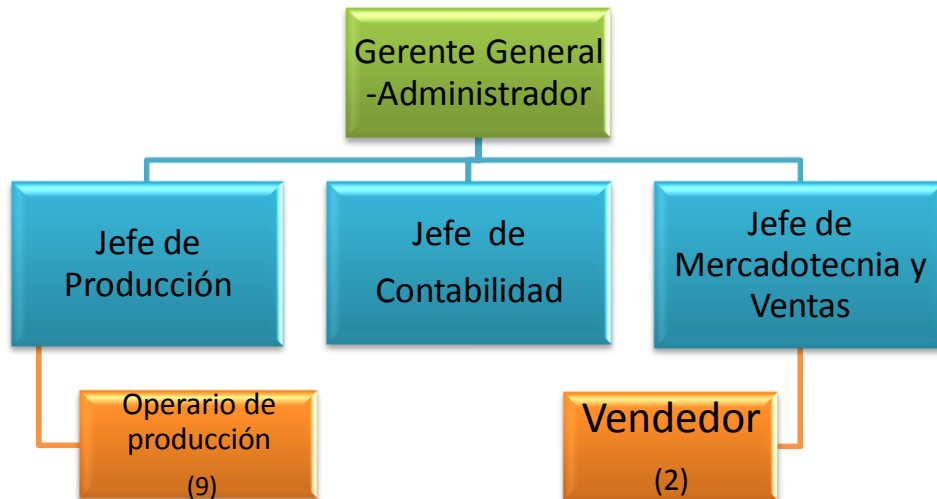 Gerente General
-Administrador
Jefe de
Producción
Jefe de
Contabilidad
Jefe de
Mercadotecnia y
Ventas
Operario de
producción
(9)
Vendedor
(2)